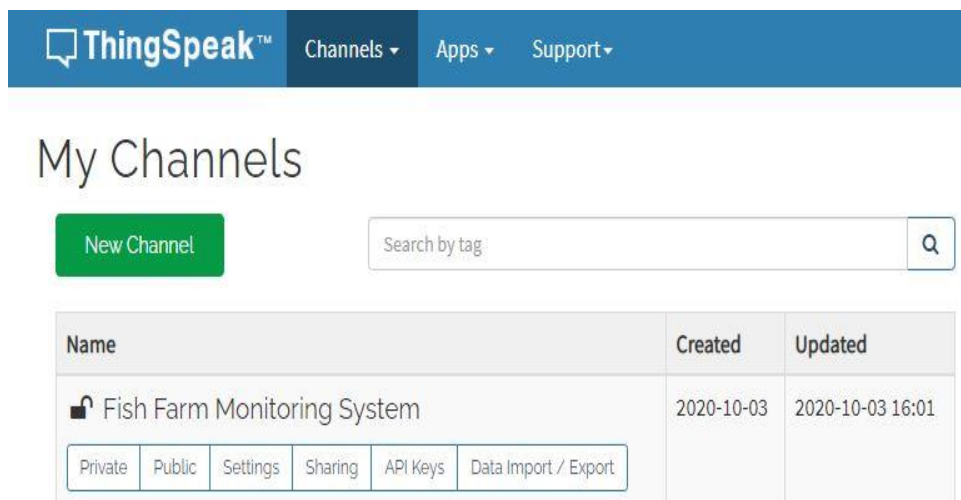 ThingSpeak™ Channels Apps Support
My Channels
New Channel Search by tag
Name Created Updated
Fish Farm Monitoring System 2020-10-03 2020-10-03 16:01
Private Public Settings Sharing API Keys Data Import / Export